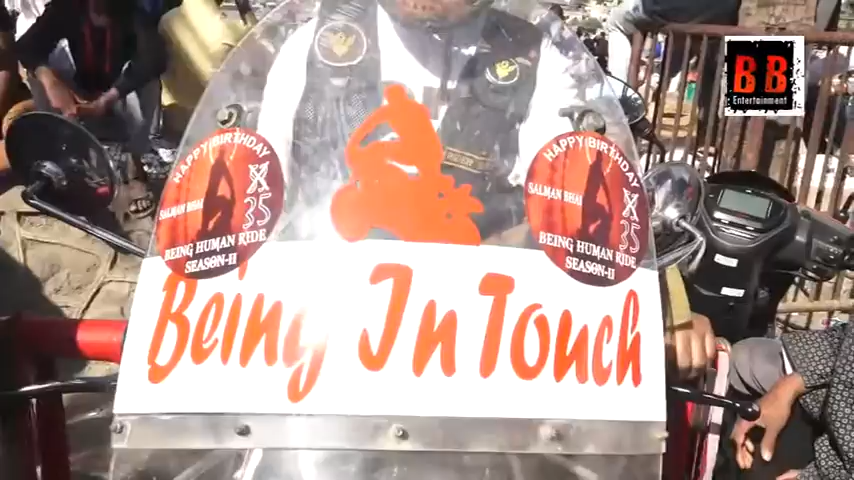 BB
Entertainment
HAPPY BIRTHDAY
SALMAN BHAI
35
BEING HUMAN RIDE
SEASON-II
HAPPY BIRTHDAY
SALMAN BHAI
35
BEING HUMAN RIDE
SEASON-II
Being In Touch